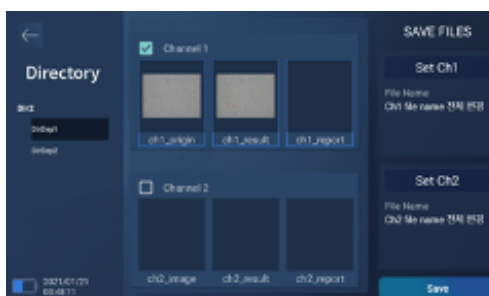 SAVE FILES
Directory
Channel 1
Set Ch1
File Name
Ch1 file name 전체 변경
ch1_origin
ch1_result
ch1_report
Channel 2
Set Ch2
File Name
Ch2 file name 전체 변경
ch2_image
ch2_result
ch2_report
2021/01/21
Save